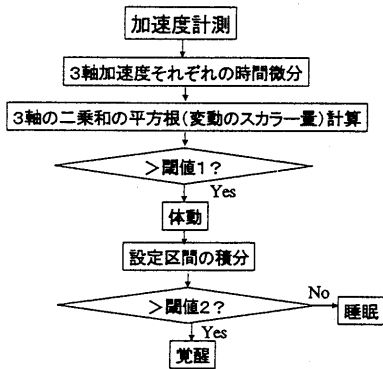 加速度計測
3軸加速度それぞれの時間微分
3軸の二乗和の平方根(変動のスカラー量)計算
>閾値1?
Yes
体動
設定区間の積分
>閾値2?
No
睡眠
Yes
覚醒